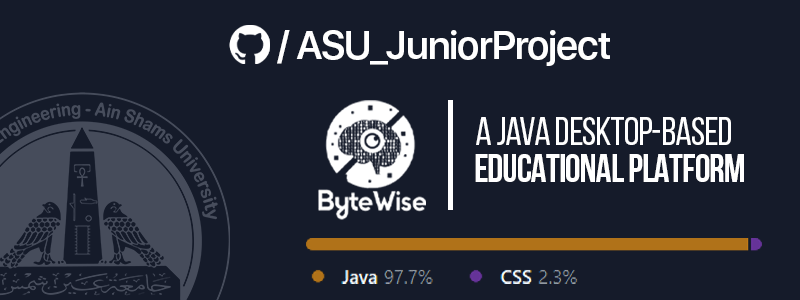 / ASU_JuniorProject
ngineering - Ain Shams University
جامعة عين شمس
ByteWise
A JAVA DESKTOP-BASED
EDUCATIONAL PLATFORM
Java 97.7%
CSS 2.3%